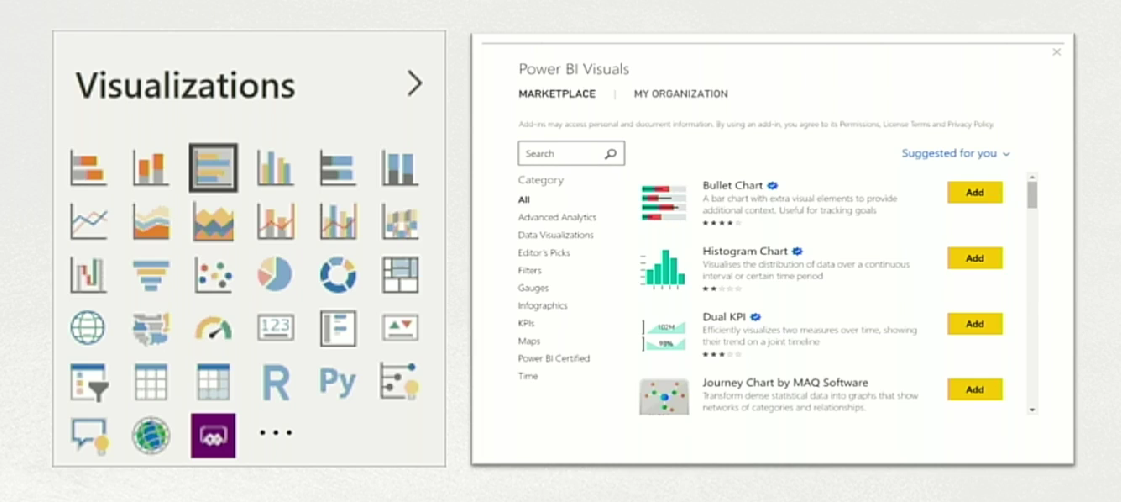 Visualizations
123
R
Py
Power BI Visuals
MARKETPLACE | MY ORGANIZATION
Add-ins may access personal and document information. By using an add-in, you agree to its Permissions, License Terms and Privacy Policy.
Search
Suggested for you
Category
All
Advanced Analytics
Data Visualizations
Editor's Picks
Filters
Gauges
Infographics
KPIs
Maps
Power BI Certified
Time
Bullet Chart
A bar chart with extra visual elements to provide
additional context. Useful for tracking goals
Add
Histogram Chart
Visualises the distribution of data over a continuous
interval or certain time period
Add
102M
98%
Dual KPI
Efficiently visualizes two measures over time, showing
their trend on a joint timeline
Add
Journey Chart by MAQ Software
Transform dense statistical data into graphs that show
networks of categories and relationships.
Add